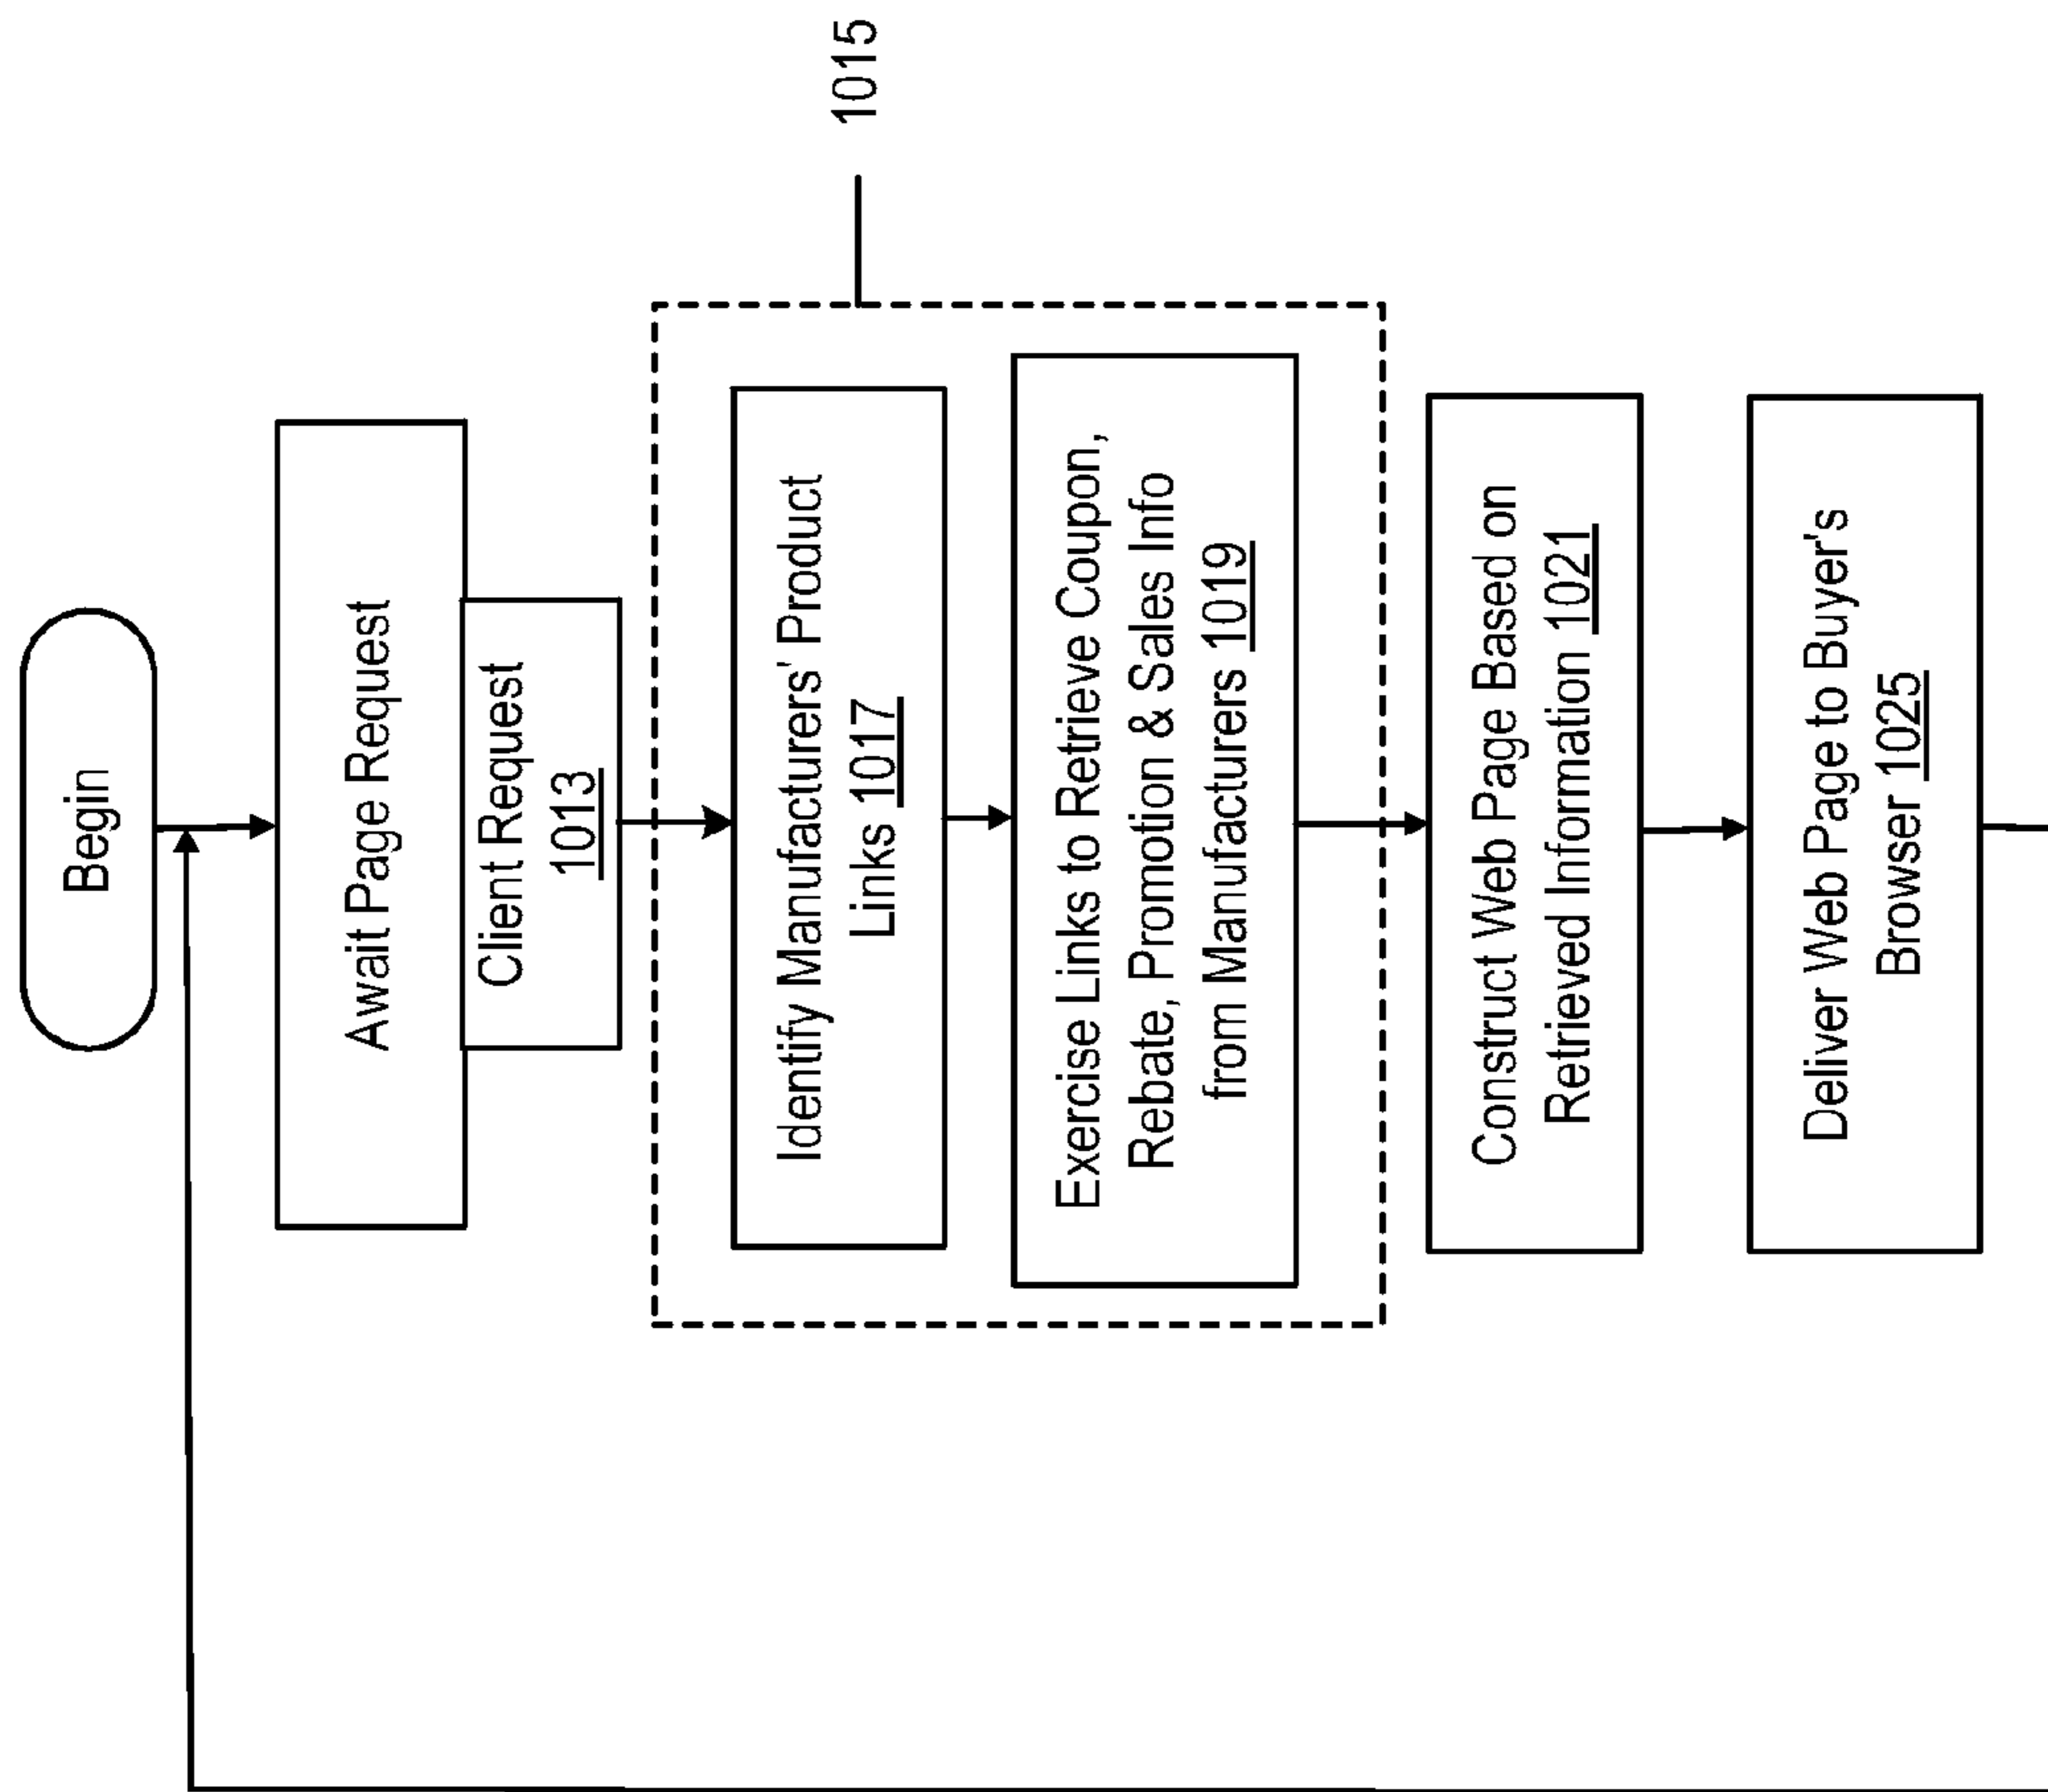 Begin
Await Page Request
Client Request
1013
1015
Identify Manufacturers' Product
Links 1017
Exercise Links to Retrieve Coupon,
Rebate, Promotion & Sales Info
from Manufacturers 1019
Construct Web Page Based on
Retrieved Information 1021
Deliver Web Page to Buyer's
Browser 1025